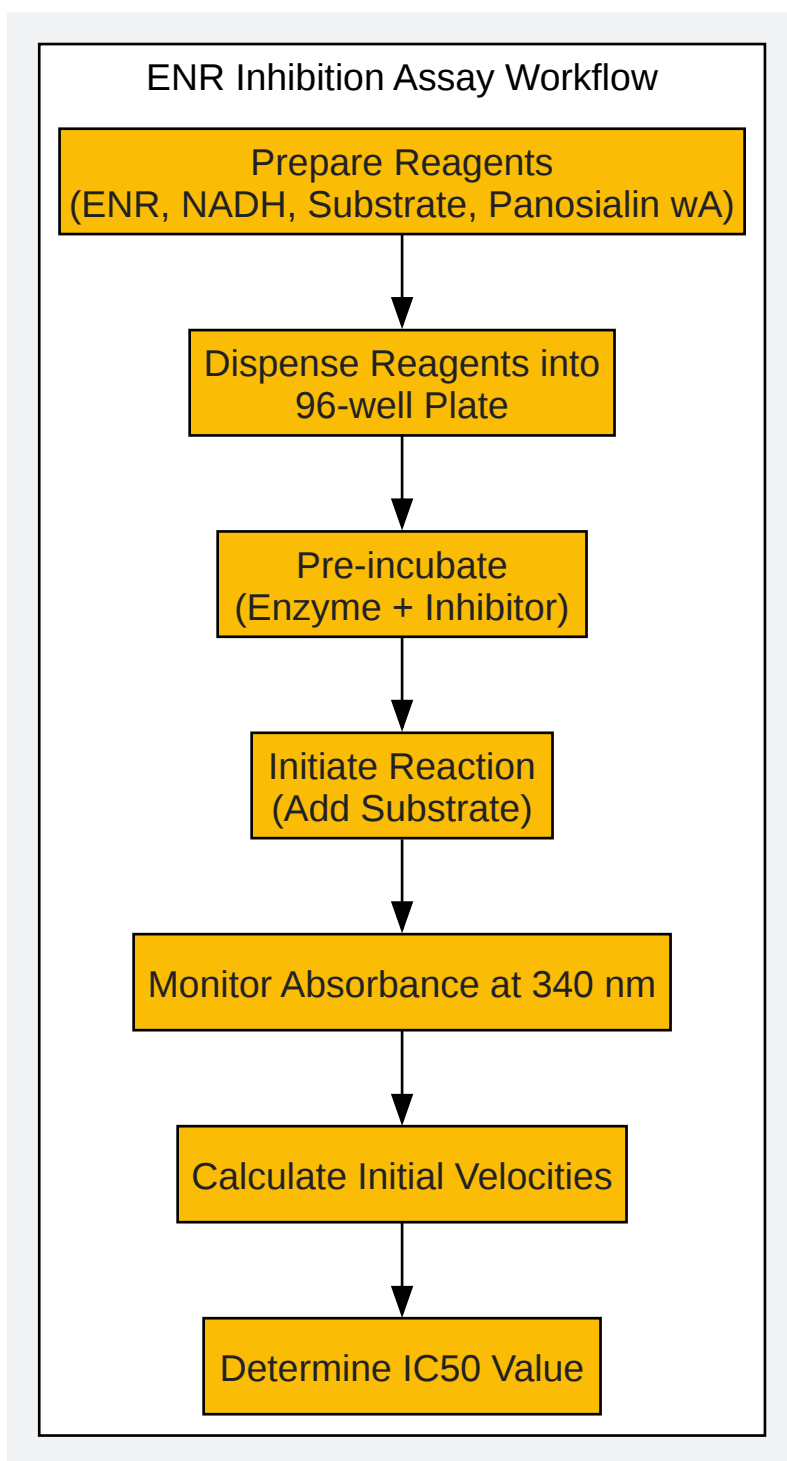 ENR Inhibition Assay Workflow
Prepare Reagents
(ENR, NADH, Substrate, Panosialin wA)
Dispense Reagents into
96-well Plate
Pre-incubate
(Enzyme + Inhibitor)
Initiate Reaction
(Add Substrate)
Monitor Absorbance at 340 nm
Calculate Initial Velocities
Determine IC50 Value